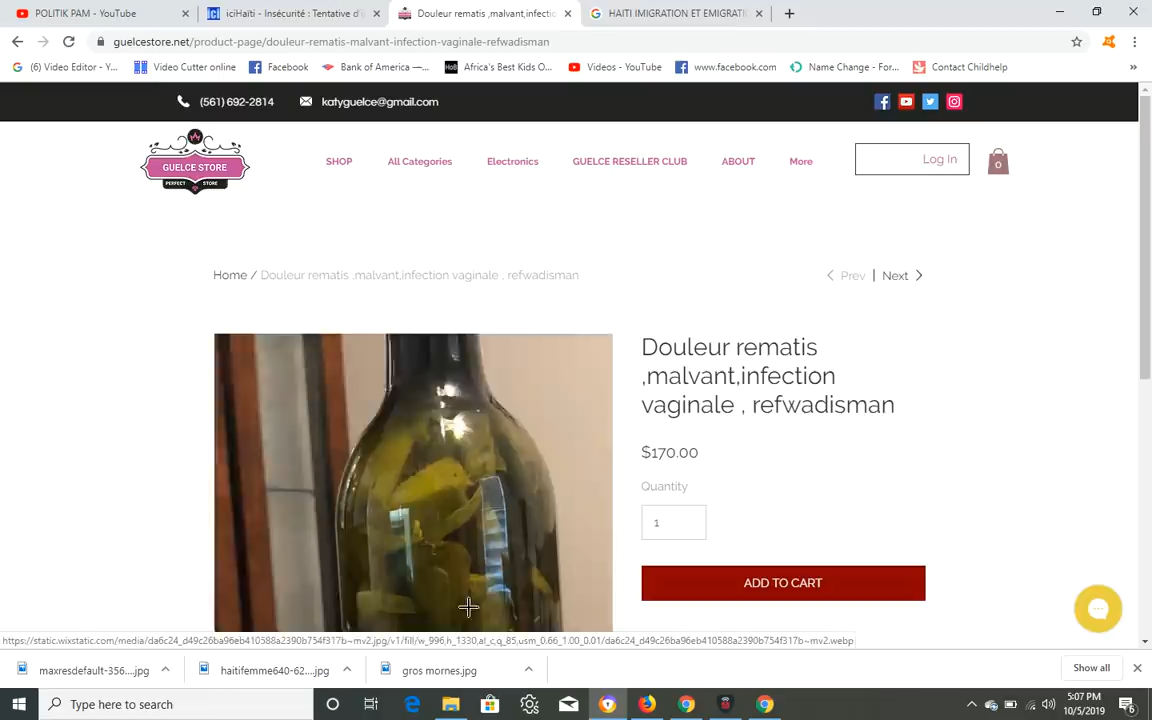 POLITIK PAM - YouTube
iciHaïti - Insécurité : Tentative d'
Douleur rematis ,malvant,infectio
HAITI IMIGRATION ET EMIGRATI
guelcestore.net/product-page/douleur-rematis-malvant-infection-vaginale-refwadisman
(6) Video Editor - Y...
Video Cutter online
Facebook
Bank of America —...
Africa's Best Kids O...
Videos - YouTube
www.facebook.com
Name Change - For...
Contact Childhelp
(561) 692-2814
katyguelce@gmail.com
GUELCE STORE
PERFECT STORE
SHOP
All Categories
Electronics
GUELCE RESELLER CLUB
ABOUT
More
Log In
0
Home / Douleur rematis ,malvant,infection vaginale , refwadisman
Prev | Next
Douleur rematis
,malvant,infection
vaginale , refwadisman
$170.00
Quantity
1
ADD TO CART
https://static.wixstatic.com/media/da6c24_d49c26ba96eb410588a2390b754f317b~mv2.jpg/v1/fill/w_996,h_1330,al_c,q_85,usm_0.66_1.00_0.01/da6c24_d49c26ba96eb410588a2390b754f317b~mv2.webp
maxresdefault-356....jpg
haitifemme640-62....jpg
gros mornes.jpg
Show all
Type here to search
5:07 PM
10/5/2019
6